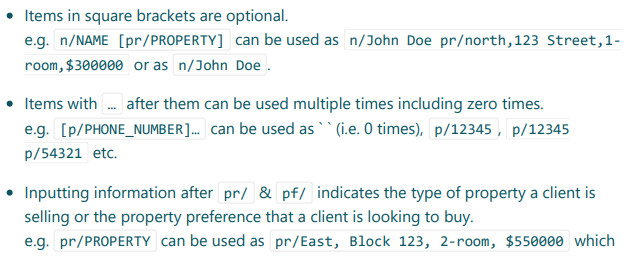 • Items in square brackets are optional.
e.g. n/NAME [pr/PROPERTY] can be used as n/John Doe pr/north,123 Street,1-
room,$300000 or as n/John Doe.
• Items with … after them can be used multiple times including zero times.
e.g. [p/PHONE_NUMBER]… can be used as ` ` (i.e. 0 times), p/12345 , p/12345
p/54321 etc.
• Inputting information after pr/ & pf/ indicates the type of property a client is
selling or the property preference that a client is looking to buy.
e.g. pr/PROPERTY can be used as pr/East, Block 123, 2-room, $550000 which